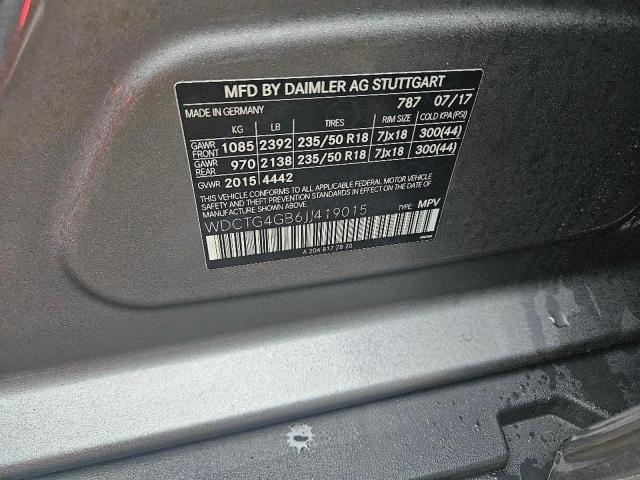 MFD BY DAIMLER AG STUTTGART
MADE IN GERMANY 787 07/17
KG LB TIRES RIM SIZE COLD KPA(PSI)
GAWR FRONT 1085 2392 235/50 R18 7Jx18 300(44)
GAWR REAR 970 2138 235/50 R18 7Jx18 300(44)
GVWR 2015 4442
THIS VEHICLE CONFORMS TO ALL APPLICABLE FEDERAL MOTOR VEHICLE
SAFETY, BUMPER, AND THEFT PREVENTION STANDARDS IN EFFECT
ON THE DATE OF MANUFACTURE SHOWN ABOVE.
WDCTG4GB6JJ419015 TYPE: MPV
A 204 817 28 20